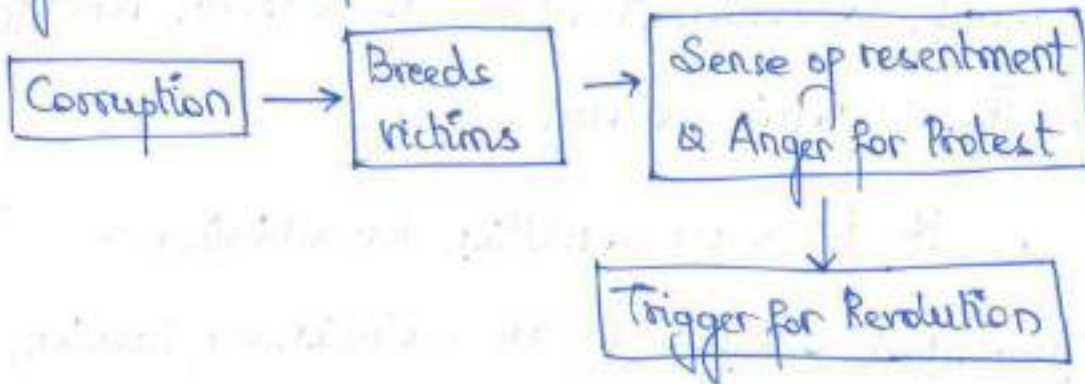 Corruption
Breeds
victims
Sense of resentment
& Anger for Protest
Trigger for Revolution